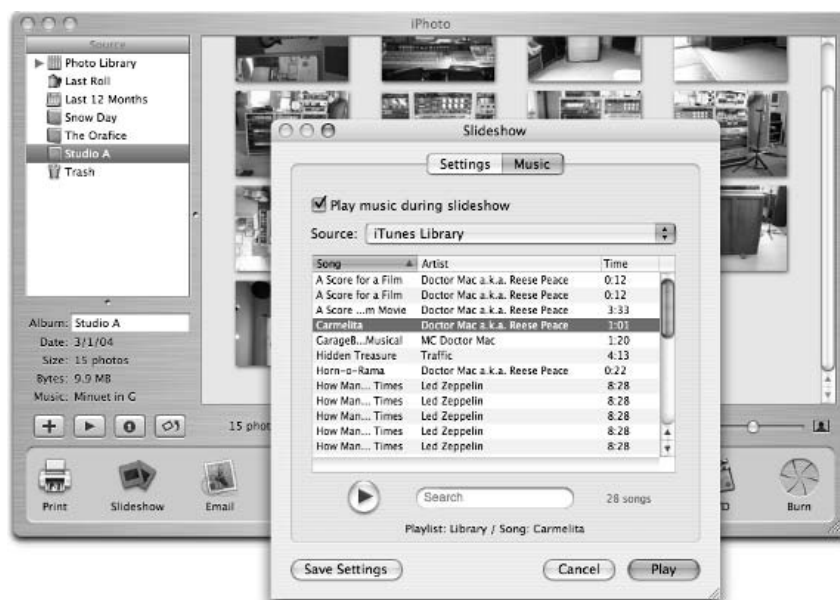 iPhoto
Source
Photo Library
Last Roll
Last 12 Months
Snow Day
The Orafice
Studio A
Trash
Album: Studio A
Date: 3/1/04
Size: 15 photos
Bytes: 9.9 MB
Music: Minuet in G
15 phot
Print Slideshow Email
D Burn
Slideshow
Settings Music
Play music during slideshow
Source: iTunes Library
Song Artist Time
A Score for a Film Doctor Mac a.k.a. Reese Peace 0:12
A Score for a Film Doctor Mac a.k.a. Reese Peace 0:12
A Score ...m Movie Doctor Mac a.k.a. Reese Peace 3:33
Carmelita Doctor Mac a.k.a. Reese Peace 1:01
GarageB...Musical MC Doctor Mac 1:20
Hidden Treasure Traffic 4:13
Horn-o-Rama Doctor Mac a.k.a. Reese Peace 0:22
How Man... Times Led Zeppelin 8:28
How Man... Times Led Zeppelin 8:28
How Man... Times Led Zeppelin 8:28
How Man... Times Led Zeppelin 8:28
How Man... Times Led Zeppelin 8:28
Search 28 songs
Playlist: Library / Song: Carmelita
Save Settings Cancel Play